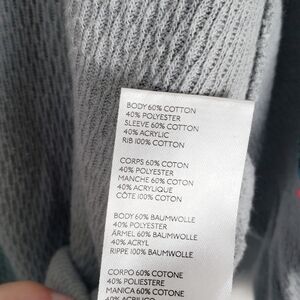 BODY 60% COTTON
40% POLYESTER
SLEEVE 60% COTTON
40% ACRYLIC
RIB 100% COTTON
CORPS 60% COTON
40% POLYESTER
MANCHE 60% COTON
40% ACRYLIQUE
CÔTE 100% COTON
BODY 60% BAUMWOLLE
40% POLYESTER
ÄRMEL 60% BAUMWOLLE
40% ACRYL
RIPPE 100% BAUMWOLLE
CORPO 60% COTONE
40% POLIESTERE
MANICA 60% COTONE
40% ACRILICO